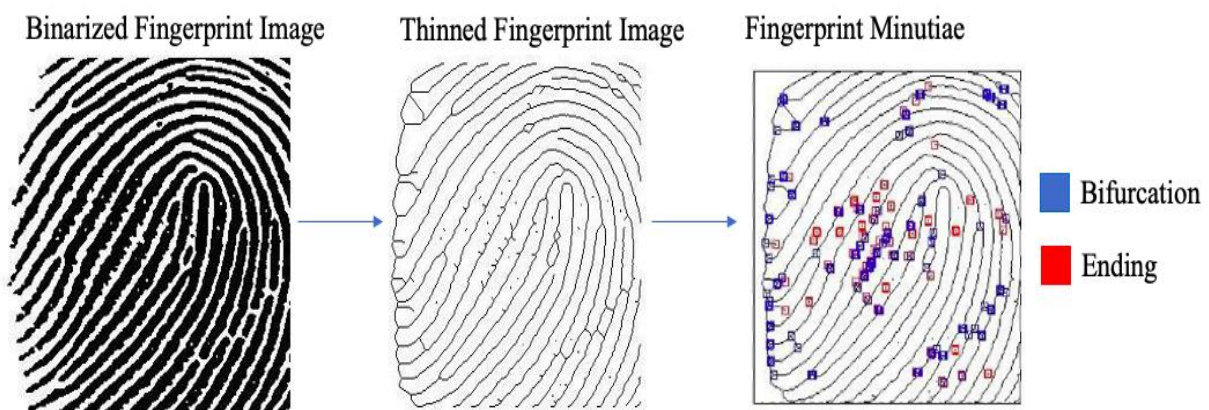 Binarized Fingerprint Image
Thinned Fingerprint Image
Fingerprint Minutiae
Bifurcation
Ending